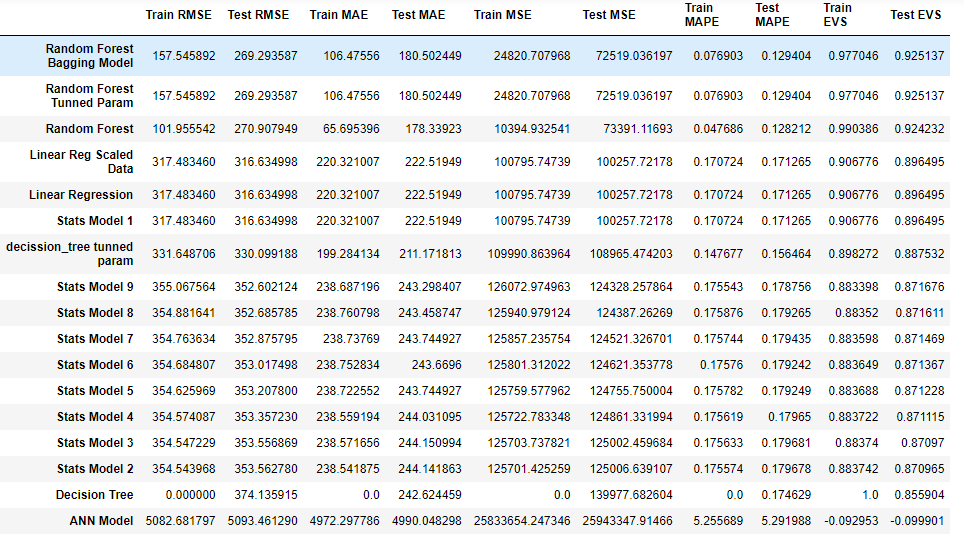 Train RMSE Test RMSE Train MAE Test MAE Train MSE Test MSE Train MAPE Test MAPE Train EVS Test EVS
Random Forest Bagging Model 157.545892 269.293587 106.47556 180.502449 24820.707968 72519.036197 0.076903 0.129404 0.977046 0.925137
Random Forest Tunned Param 157.545892 269.293587 106.47556 180.502449 24820.707968 72519.036197 0.076903 0.129404 0.977046 0.925137
Random Forest 101.955542 270.907949 65.695396 178.33923 10394.932541 73391.11693 0.047686 0.128212 0.990386 0.924232
Linear Reg Scaled Data 317.483460 316.634998 220.321007 222.51949 100795.74739 100257.72178 0.170724 0.171265 0.906776 0.896495
Linear Regression 317.483460 316.634998 220.321007 222.51949 100795.74739 100257.72178 0.170724 0.171265 0.906776 0.896495
Stats Model 1 317.483460 316.634998 220.321007 222.51949 100795.74739 100257.72178 0.170724 0.171265 0.906776 0.896495
decission_tree tunned param 331.648706 330.099188 199.284134 211.171813 109990.863964 108965.474203 0.147677 0.156464 0.898272 0.887532
Stats Model 9 355.067564 352.602124 238.687196 243.298407 126072.974963 124328.257864 0.175543 0.178756 0.883398 0.871676
Stats Model 8 354.881641 352.685785 238.760798 243.458747 125940.979124 124387.26269 0.175876 0.179265 0.88352 0.871611
Stats Model 7 354.763634 352.875795 238.73769 243.744927 125857.235754 124521.326701 0.175744 0.179435 0.883598 0.871469
Stats Model 6 354.684807 353.017498 238.752834 243.6696 125801.312022 124621.353778 0.17576 0.179242 0.883649 0.871367
Stats Model 5 354.625969 353.207800 238.722552 243.744927 125759.577962 124755.750004 0.175782 0.179249 0.883688 0.871228
Stats Model 4 354.574087 353.357230 238.559194 244.031095 125722.783348 124861.331994 0.175619 0.17965 0.883722 0.871115
Stats Model 3 354.547229 353.556869 238.571656 244.150994 125703.737821 125002.459684 0.175633 0.179681 0.88374 0.87097
Stats Model 2 354.543968 353.562780 238.541875 244.141863 125701.425259 125006.639107 0.175574 0.179678 0.883742 0.870965
Decision Tree 0.000000 374.135915 0.0 242.624459 0.0 139977.682604 0.0 0.174629 1.0 0.855904
ANN Model 5082.681797 5093.461290 4972.297786 4990.048298 25833654.247346 25943347.91466 5.255689 5.291988 -0.092953 -0.099901